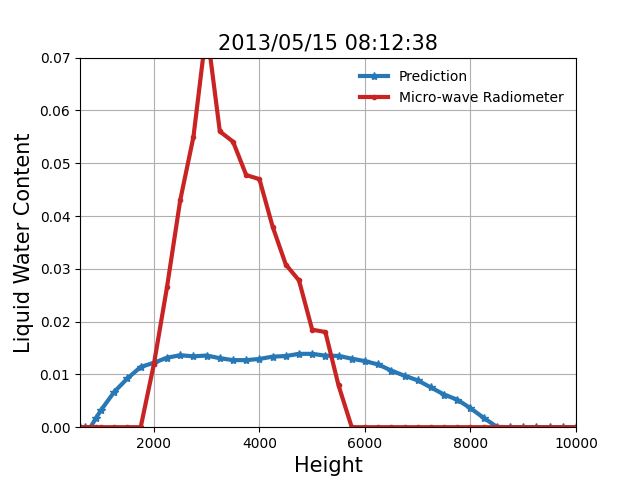 2013/05/15 08:12:38
0.07
0.06
0.05
0.04
0.03
0.02
0.01
0.00
Liquid Water Content
Prediction
Micro-wave Radiometer
2000 4000 6000 8000 10000
Height